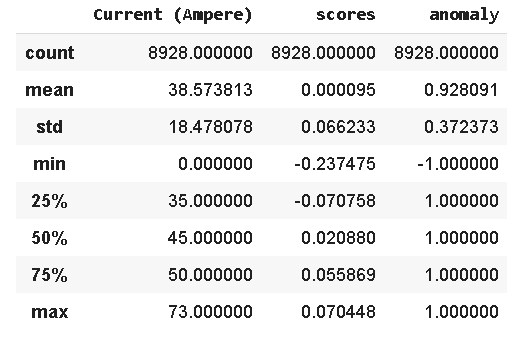 Current (Ampere) scores anomaly
count 8928.000000 8928.000000 8928.000000
mean 38.573813 0.000095 0.928091
std 18.478078 0.066233 0.372373
min 0.000000 -0.237475 -1.000000
25% 35.000000 -0.070758 1.000000
50% 45.000000 0.020880 1.000000
75% 50.000000 0.055869 1.000000
max 73.000000 0.070448 1.000000